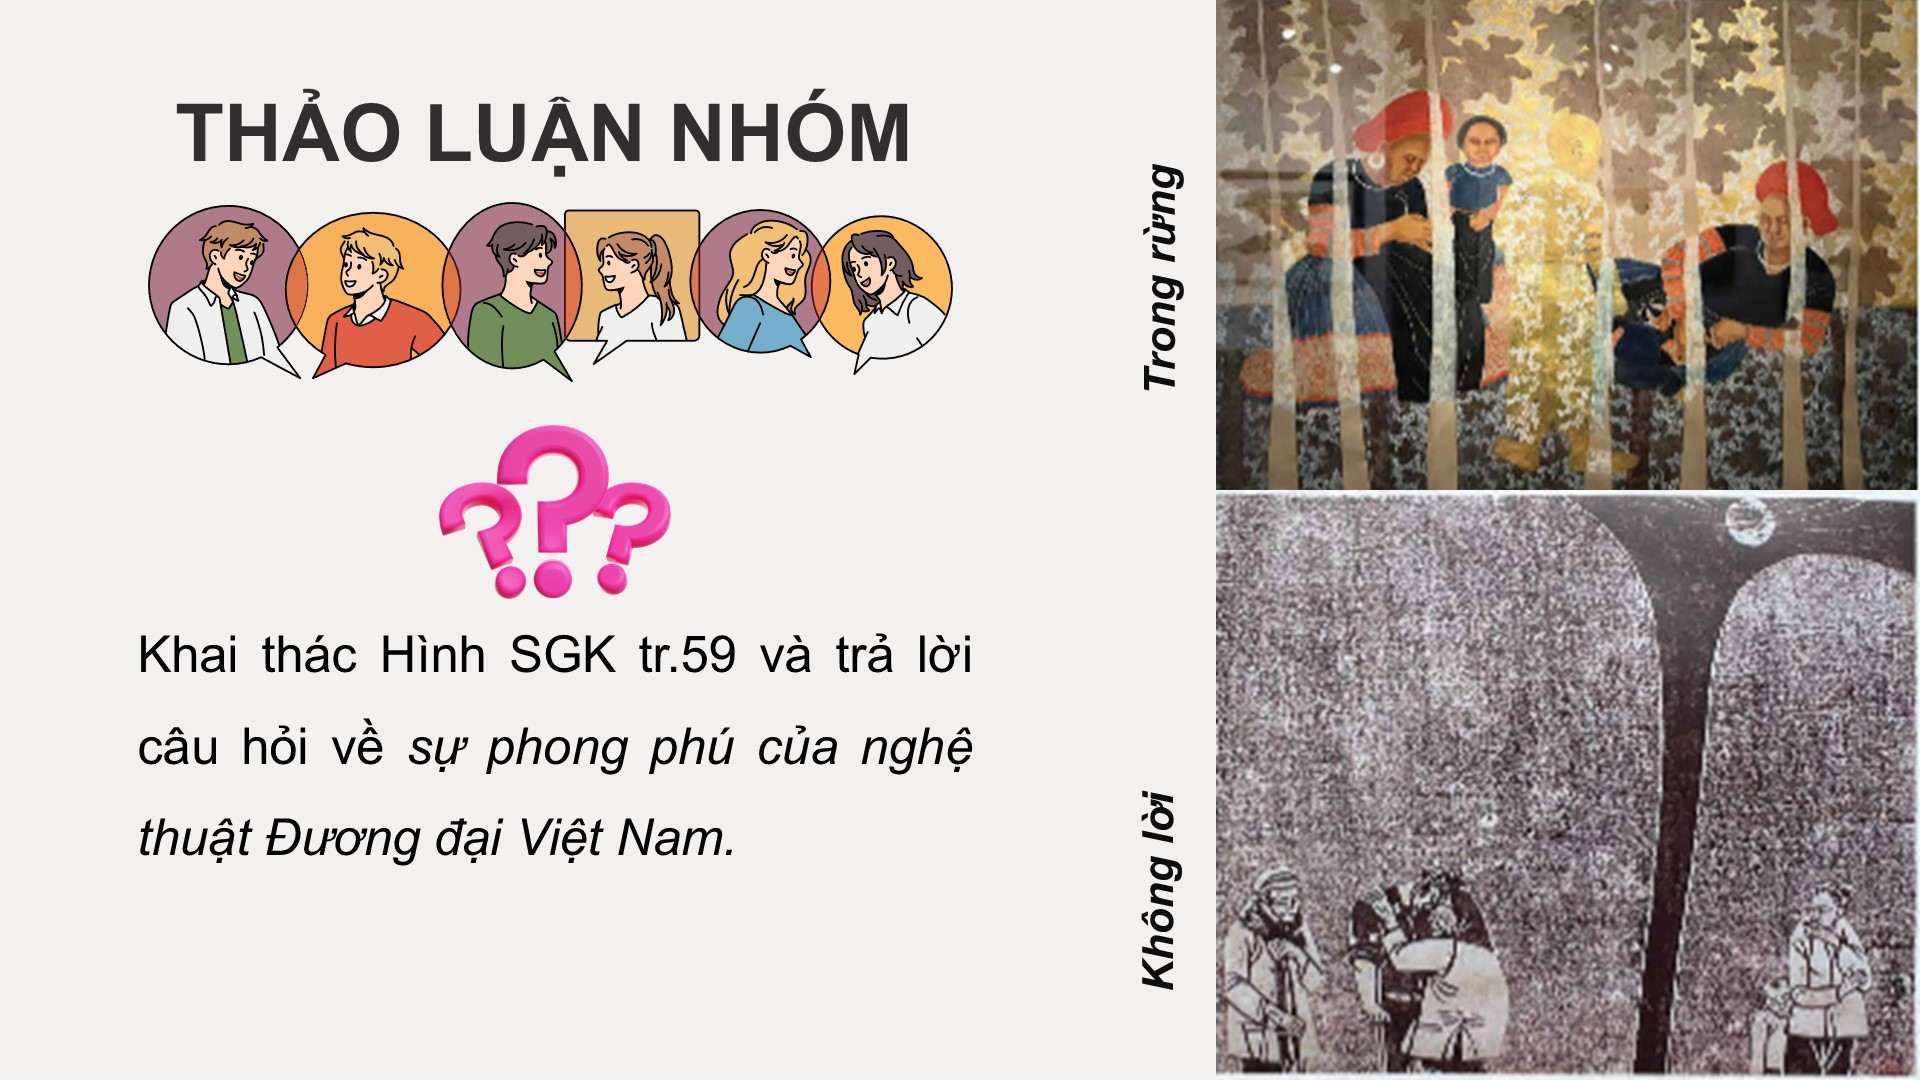 THẢO LUẬN NHÓM
Khai thác Hình SGK tr.59 và trả lời
câu hỏi về sự phong phú của nghệ
thuật Đương đại Việt Nam.
Trong rừng
Không lời